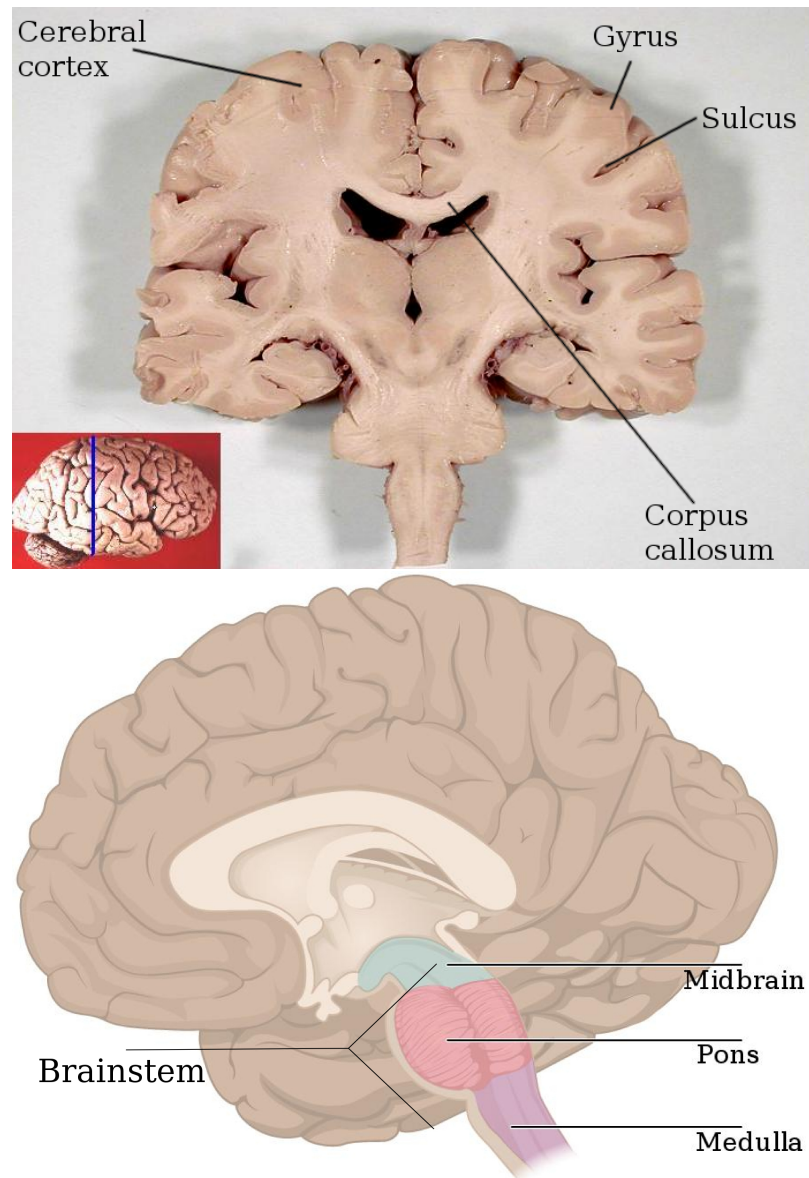 Cerebral
cortex
Gyrus
Sulcus
Corpus
callosum
Midbrain
Brainstem
Pons
Medulla